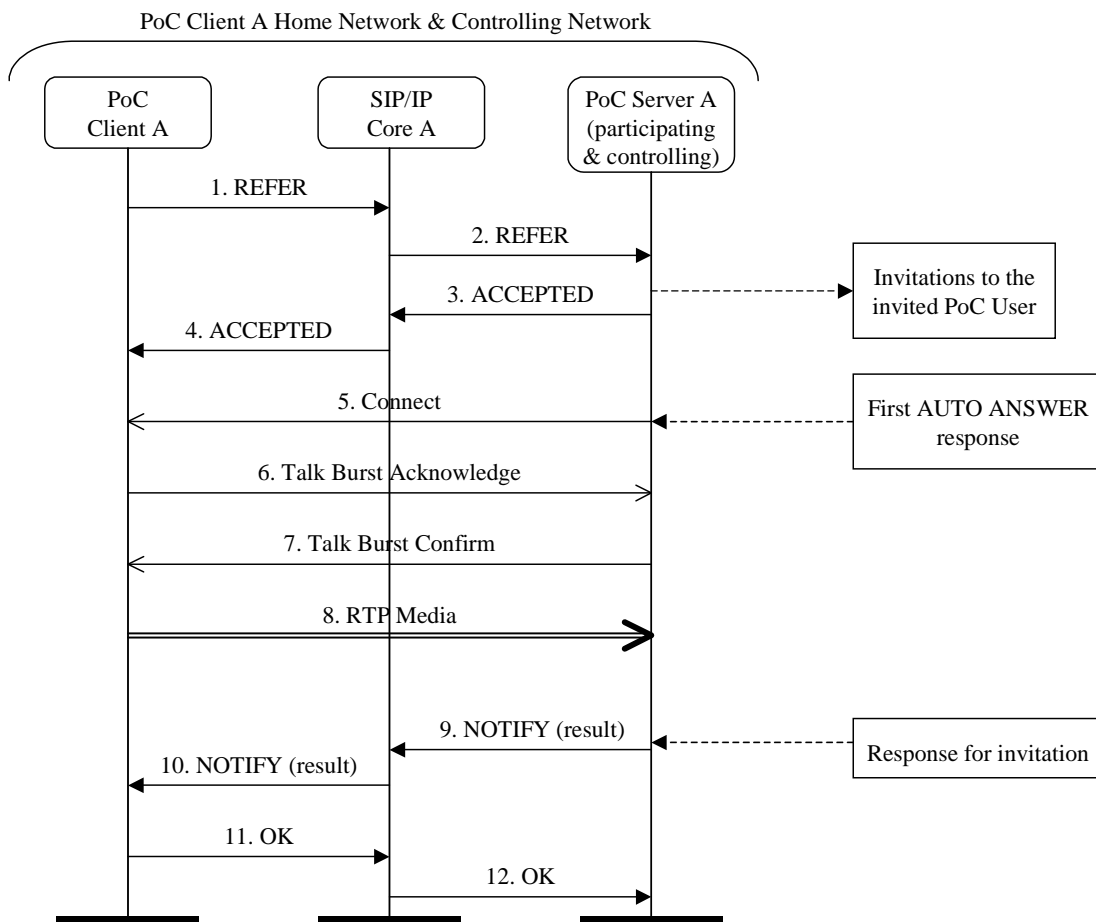 PoC Client A Home Network & Controlling Network
PoC
Client A
SIP/IP
Core A
PoC Server A
(participating
& controlling)
1. REFER
2. REFER
Invitations to the
invited PoC User
3. ACCEPTED
4. ACCEPTED
5. Connect
First AUTO ANSWER
response
6. Talk Burst Acknowledge
7. Talk Burst Confirm
8. RTP Media
9. NOTIFY (result)
Response for invitation
10. NOTIFY (result)
11. OK
12. OK